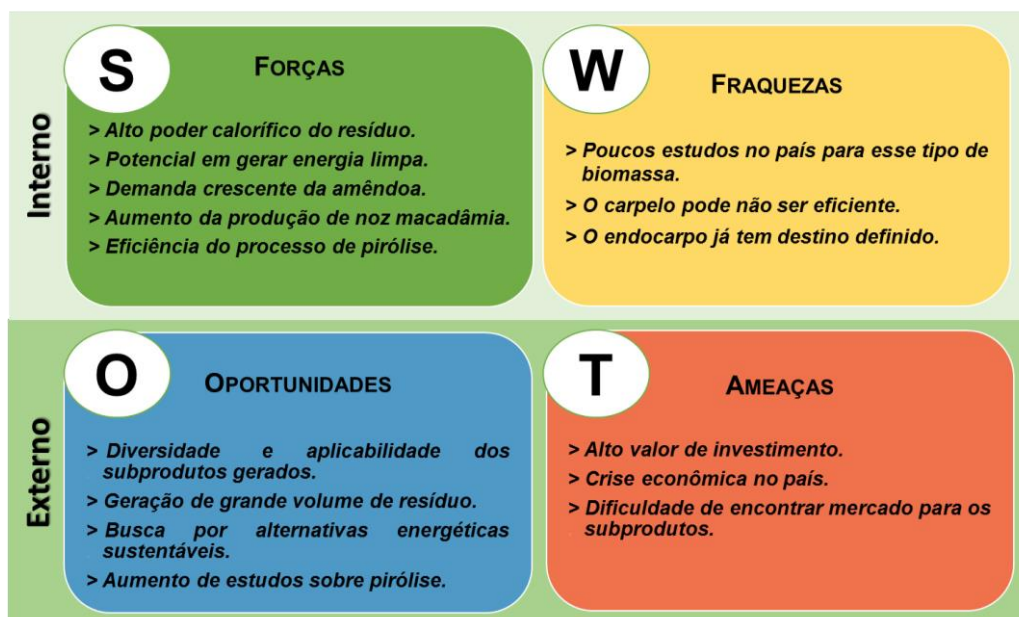 Interno
S
FORÇAS
> Alto poder calorífico do resíduo.
> Potencial em gerar energia limpa.
> Demanda crescente da amêndoa.
> Aumento da produção de noz macadâmia.
> Eficiência do processo de pirólise.
W
FRAQUEZAS
> Poucos estudos no país para esse tipo de
biomassa.
> O carpelo pode não ser eficiente.
> O endocarpo já tem destino definido.
Externo
O
OPORTUNIDADES
> Diversidade e aplicabilidade dos
subprodutos gerados.
> Geração de grande volume de resíduo.
> Busca por alternativas energéticas
sustentáveis.
> Aumento de estudos sobre pirólise.
T
AMEAÇAS
> Alto valor de investimento.
> Crise econômica no país.
> Dificuldade de encontrar mercado para os
subprodutos.